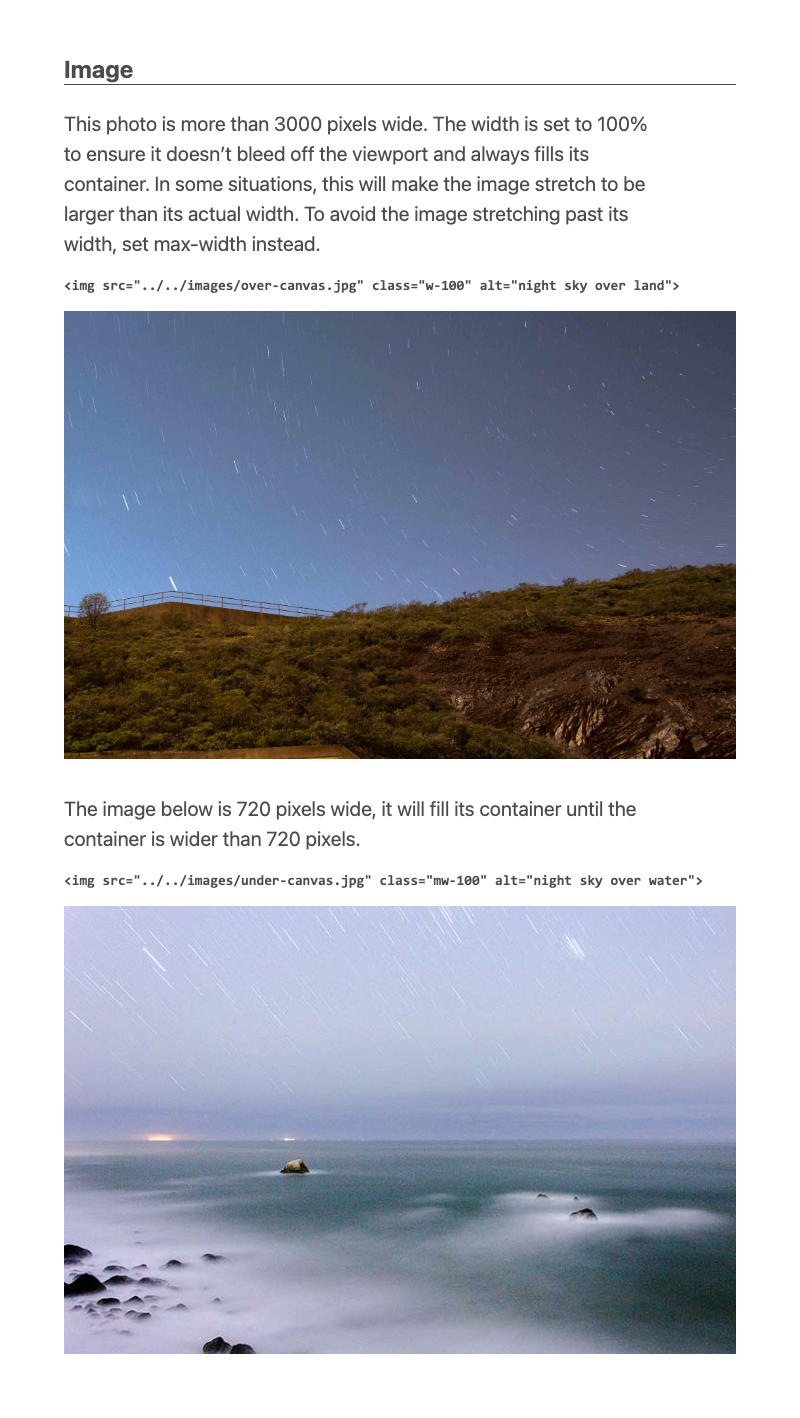 Image
This photo is more than 3000 pixels wide. The width is set to 100%
to ensure it doesn’t bleed off the viewport and always fills its
container. In some situations, this will make the image stretch to be
larger than its actual width. To avoid the image stretching past its
width, set max-width instead.
<img src="../../images/over-canvas.jpg" class="w-100" alt="night sky over land">
The image below is 720 pixels wide, it will fill its container until the
container is wider than 720 pixels.
<img src="../../images/under-canvas.jpg" class="mw-100" alt="night sky over water">